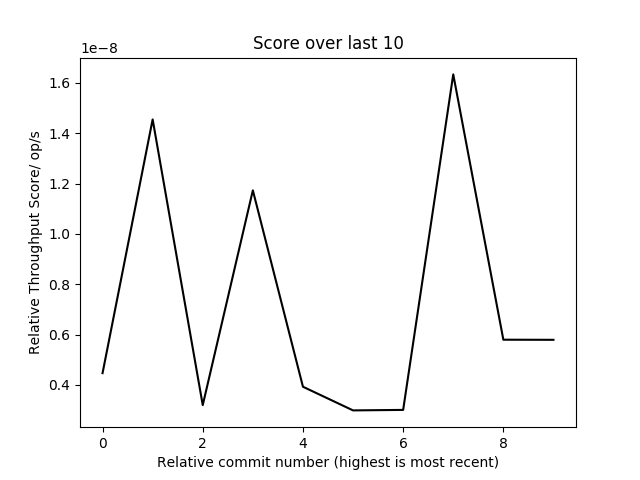 Score over last 10
1e−8
1.6
1.4
1.2
1.0
0.8
0.6
0.4
Relative Throughput Score/ op/s
0 2 4 6 8
Relative commit number (highest is most recent)